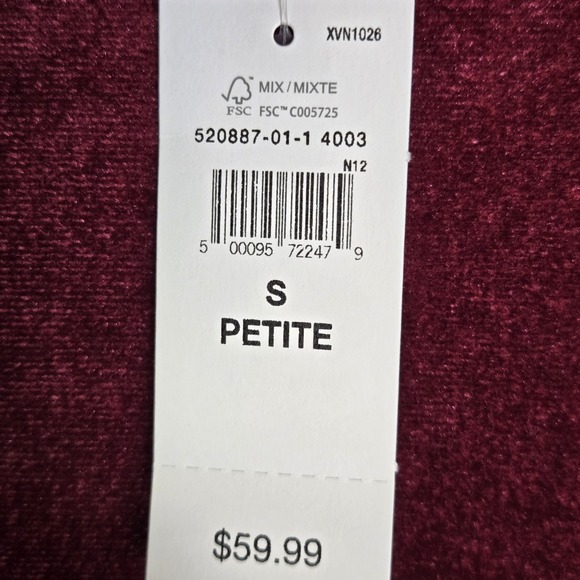 XVN1026
MIX / MIXTE
FSC FSC™ C005725
520887-01-1 4003
N12
5 00095 72247 9
S
PETITE
$59.99